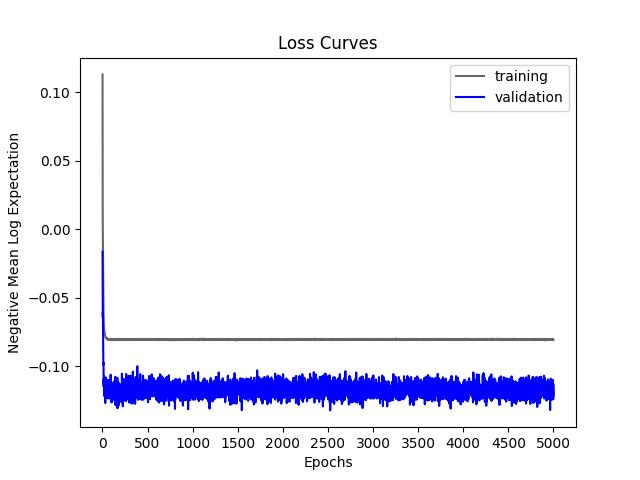 Loss Curves
training
validation
Negative Mean Log Expectation
0.10
0.05
0.00
−0.05
−0.10
0 500 1000 1500 2000 2500 3000 3500 4000 4500 5000
Epochs